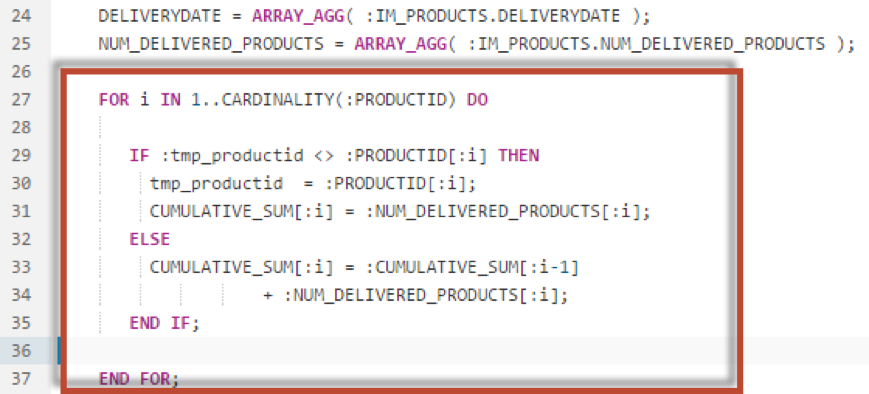 24 DELIVERYDATE = ARRAY_AGG( :IM_PRODUCTS.DELIVERYDATE );
25 NUM_DELIVERED_PRODUCTS = ARRAY_AGG( :IM_PRODUCTS.NUM_DELIVERED_PRODUCTS );
26
27 FOR i IN 1..CARDINALITY(:PRODUCTID) DO
28
29 IF :tmp_productid <> :PRODUCTID[:i] THEN
30 tmp_productid = :PRODUCTID[:i];
31 CUMULATIVE_SUM[:i] = :NUM_DELIVERED_PRODUCTS[:i];
32 ELSE
33 CUMULATIVE_SUM[:i] = :CUMULATIVE_SUM[:i-1]
34 + :NUM_DELIVERED_PRODUCTS[:i];
35 END IF;
36
37 END FOR;